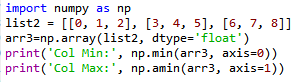 import numpy as np
list2 = [[0, 1, 2], [3, 4, 5], [6, 7, 8]]
arr3=np.array(list2, dtype='float')
print('Col Min:', np.min(arr3, axis=0))
print('Col Max:', np.amin(arr3, axis=1))